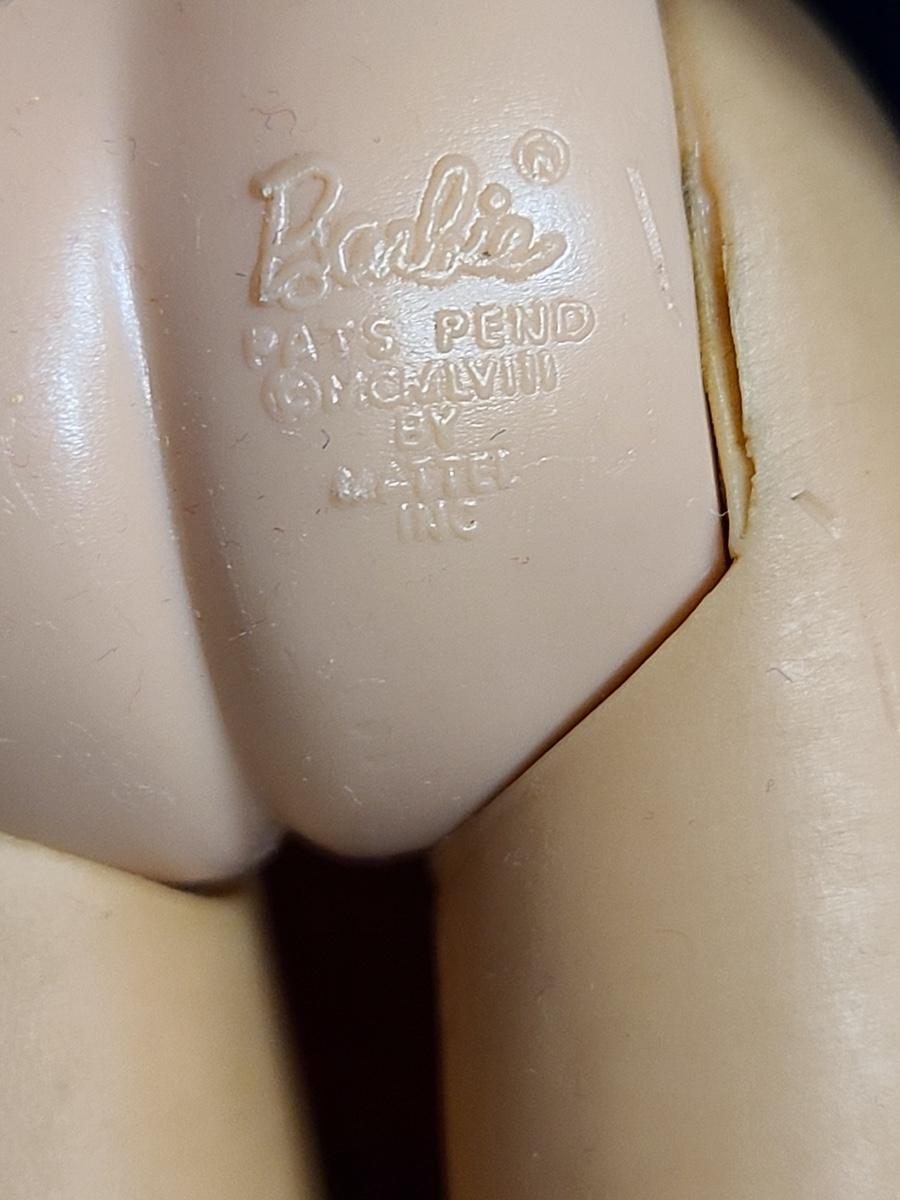 Barbie®
PATS PEND
©MCMLVIII
BY
MATTEL
INC